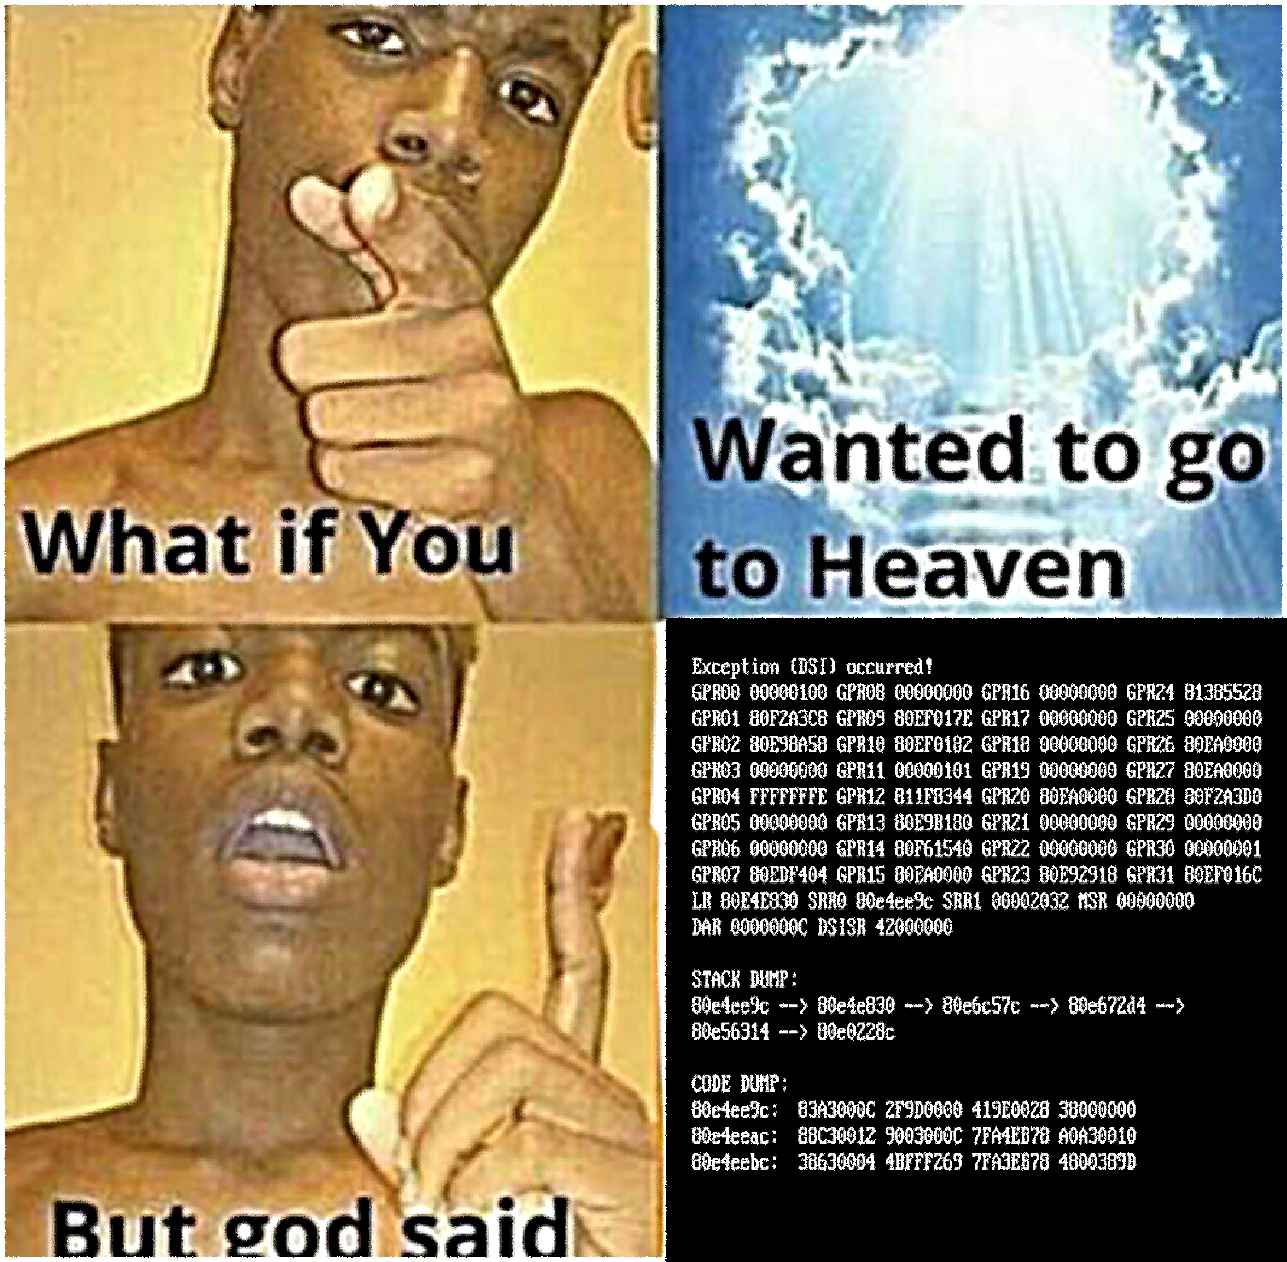 What if You
Wanted to go
to Heaven
But god said
Exception (DSI) occurred!
GPR00 00000100 GPR08 00000000 GPR16 00000000 GPR24 81385528
GPR01 80F2A3C8 GPR09 80EF017E GPR17 00000000 GPR25 00000000
GPR02 80E98A58 GPR10 80EF0182 GPR18 00000000 GPR26 80EA0000
GPR03 00000000 GPR11 00000101 GPR19 00000000 GPR27 80EA0000
GPR04 FFFFFFFE GPR12 811F8344 GPR20 80EA0000 GPR28 80F2A3D8
GPR05 00000000 GPR13 80E9B180 GPR21 00000000 GPR29 00000000
GPR06 00000000 GPR14 80F61540 GPR22 00000000 GPR30 00000001
GPR07 80EDF404 GPR15 80EA0000 GPR23 80E92918 GPR31 80EF016C
LR 80E4E830 SRR0 80e4ee9c SRR1 00002032 MSR 00000000
DAR 0000000C DSISR 42000000
STACK DUMP:
80e4ee9c --> 80e4e830 --> 80e6c57c --> 80e672d4 -->
80e56314 --> 80e0228c
CODE DUMP:
80e4ee9c: 83A3000C 2F9D0000 419E0028 38000000
80e4eeac: 88C30012 9003000C 7FA4EB78 A0A30010
80e4eebc: 38630004 4BFFF269 7FA3EB78 4800389D